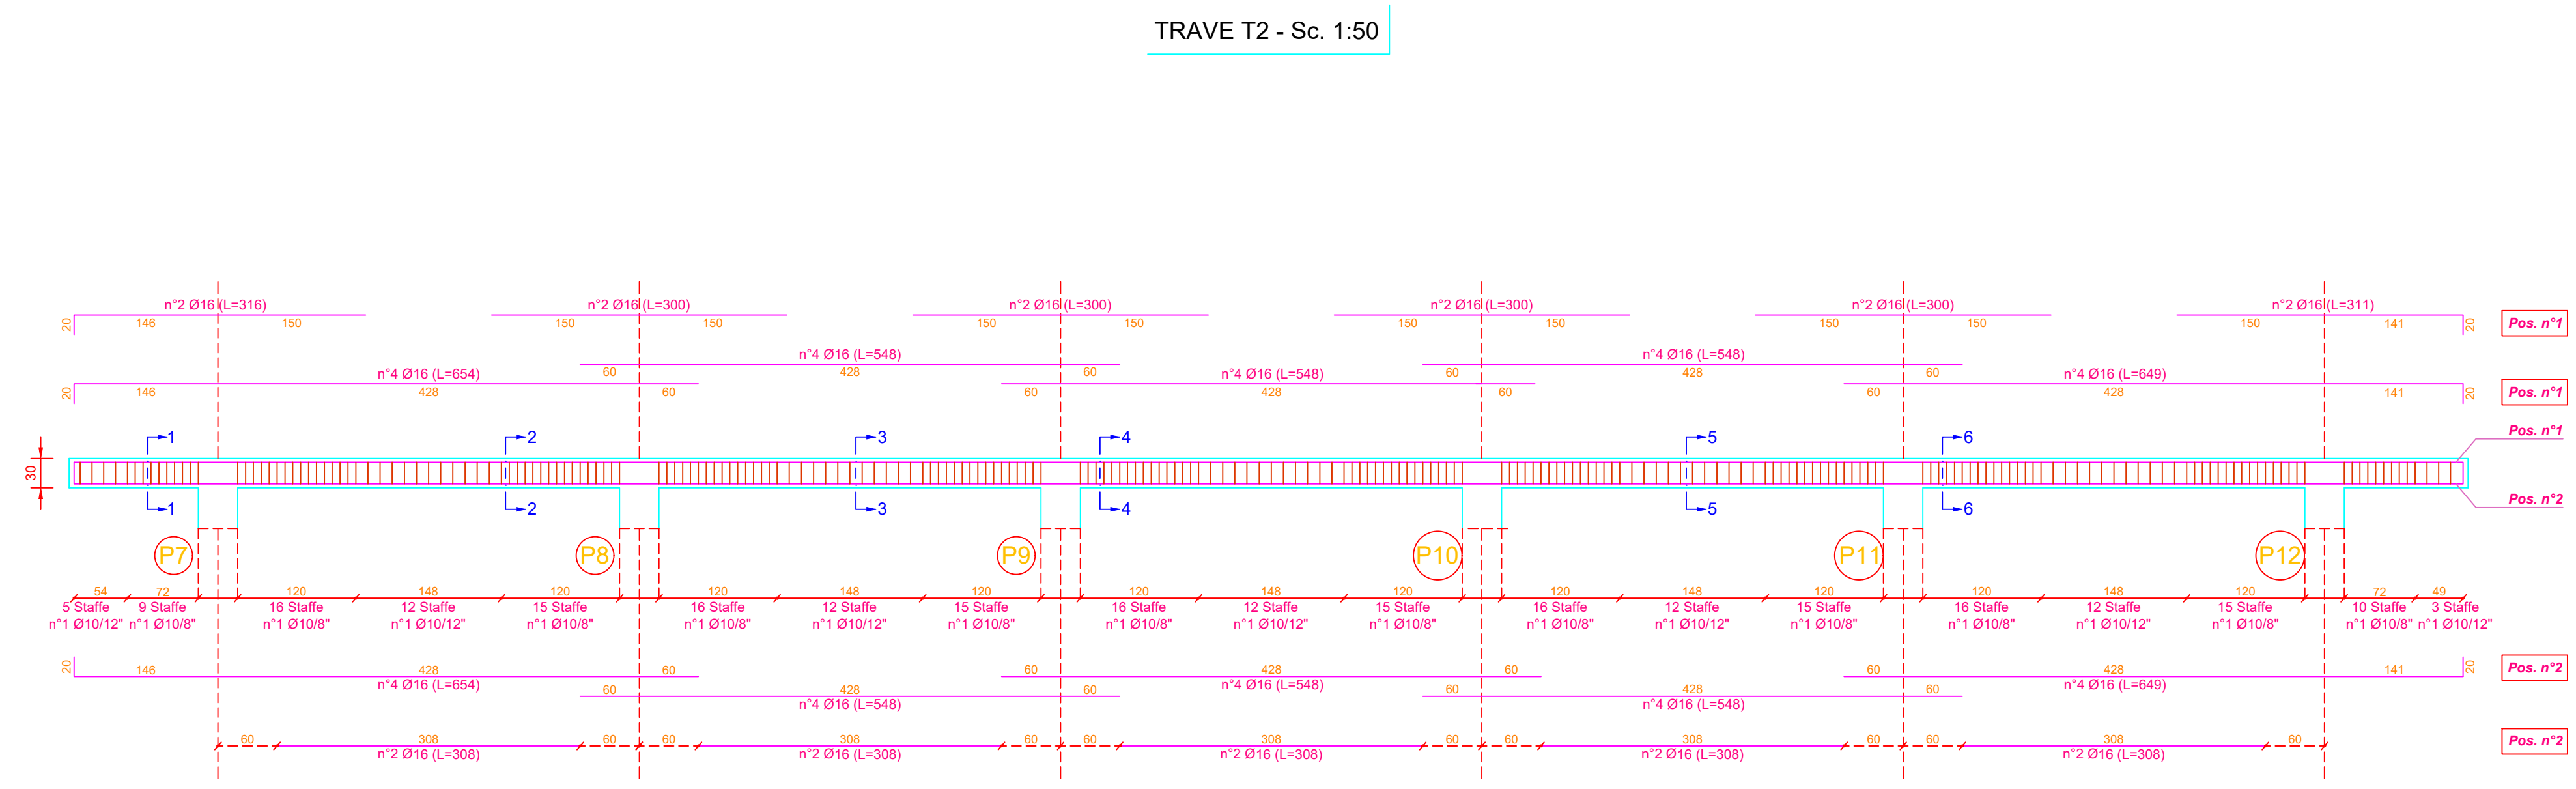 TRAVE T2 - Sc. 1:50
n°2 Ø16 (L=316) n°2 Ø16 (L=300) n°2 Ø16 (L=300) n°2 Ø16 (L=300) n°2 Ø16 (L=300) n°2 Ø16 (L=311)
20 146 150 150 150 150 150 150 150 150 150 150 141 20 Pos. n°1
n°4 Ø16 (L=548) n°4 Ø16 (L=548)
60 428 60 60 428 60
n°4 Ø16 (L=654) n°4 Ø16 (L=548) n°4 Ø16 (L=649)
20 146 428 60 60 428 60 60 428 141 20 Pos. n°1
1 2 3 4 5 6 Pos. n°1
30
1 2 3 4 5 6 Pos. n°2
P7 P8 P9 P10 P11 P12
54 72 120 148 120 120 148 120 120 148 120 120 148 120 120 148 120 72 49
5 Staffe 9 Staffe 16 Staffe 12 Staffe 15 Staffe 16 Staffe 12 Staffe 15 Staffe 16 Staffe 12 Staffe 15 Staffe 16 Staffe 12 Staffe 15 Staffe 16 Staffe 12 Staffe 15 Staffe 10 Staffe 3 Staffe
n°1 Ø10/12" n°1 Ø10/8" n°1 Ø10/8" n°1 Ø10/12" n°1 Ø10/8" n°1 Ø10/8" n°1 Ø10/12" n°1 Ø10/8" n°1 Ø10/8" n°1 Ø10/12" n°1 Ø10/8" n°1 Ø10/8" n°1 Ø10/12" n°1 Ø10/8" n°1 Ø10/8" n°1 Ø10/12" n°1 Ø10/8" n°1 Ø10/8" n°1 Ø10/12"
20 146 428 60 60 428 60 60 428 141 20 Pos. n°2
n°4 Ø16 (L=654) n°4 Ø16 (L=548) n°4 Ø16 (L=649)
60 428 60 60 428 60
n°4 Ø16 (L=548) n°4 Ø16 (L=548)
60 308 60 60 308 60 60 308 60 60 308 60 60 308 60 Pos. n°2
n°2 Ø16 (L=308) n°2 Ø16 (L=308) n°2 Ø16 (L=308) n°2 Ø16 (L=308) n°2 Ø16 (L=308)